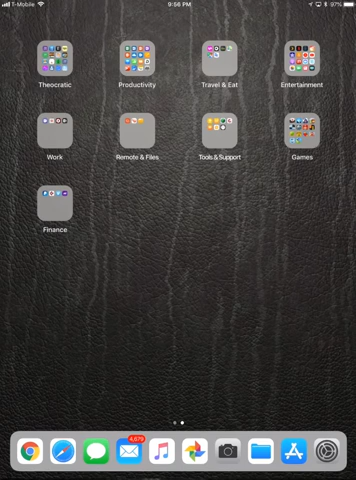 T-Mobile 9:56 PM 97%
Theocratic Productivity Travel & Eat Entertainment
Work Remote & Files Tools & Support Games
Finance
4,679